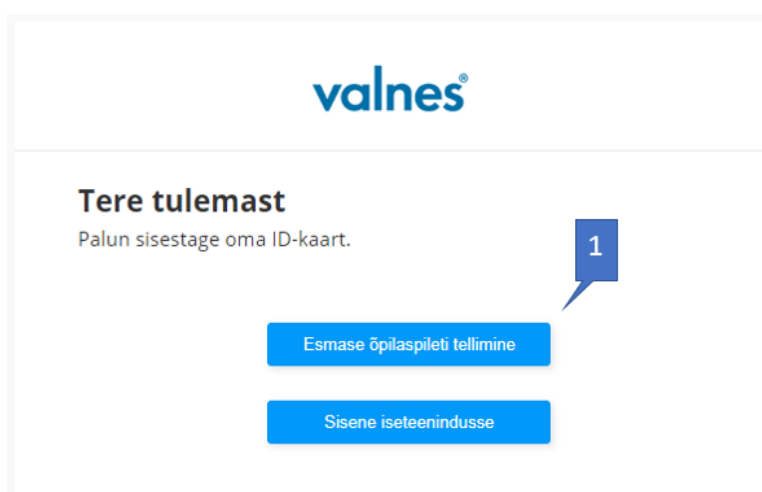 valnes®
Tere tulemast
Palun sisestage oma ID-kaart.
1
Esmase õpilaspileti tellimine
Sisene iseteenindusse